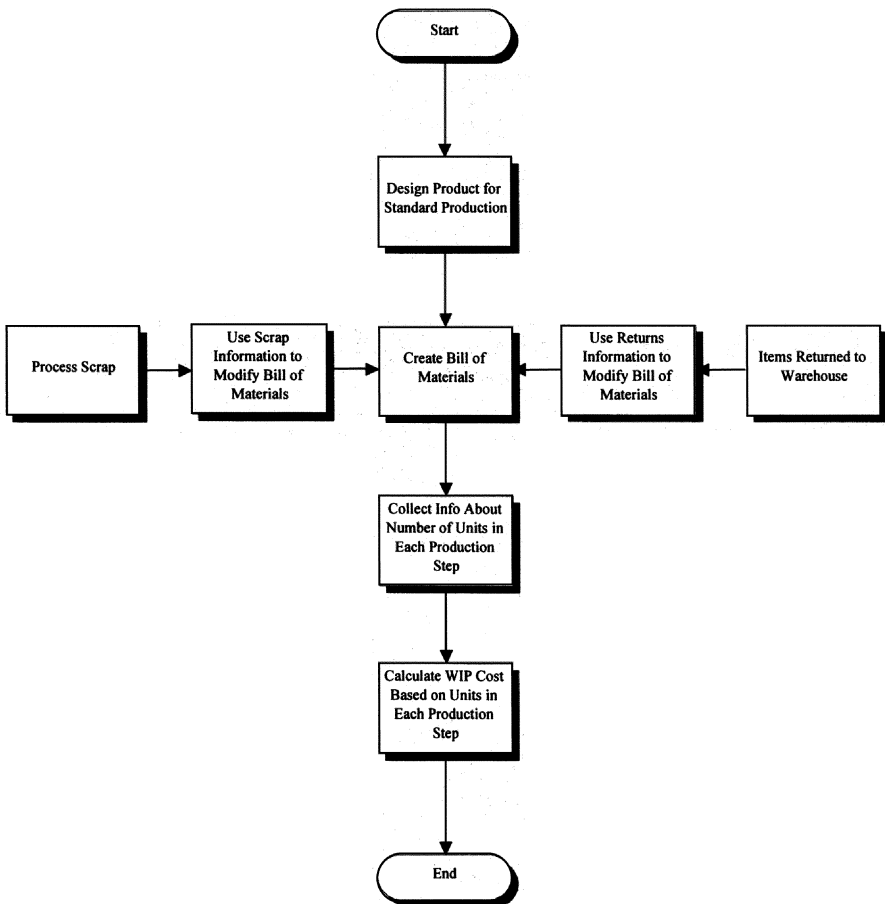 Start
Design Product for
Standard Production
Process Scrap
Use Scrap
Information to
Modify Bill of
Materials
Create Bill of
Materials
Use Returns
Information to
Modify Bill of
Materials
Items Returned to
Warehouse
Collect Info About
Number of Units in
Each Production
Step
Calculate WIP Cost
Based on Units in
Each Production
Step
End